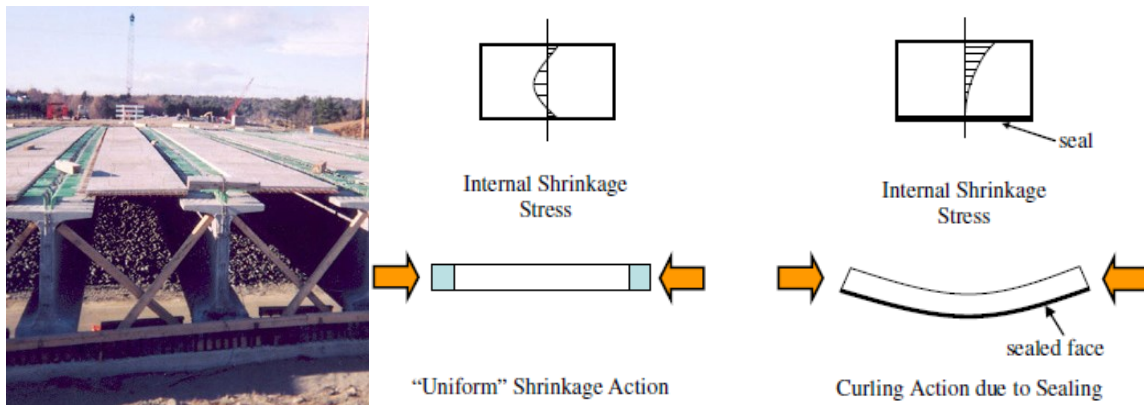 seal
Internal Shrinkage
Stress
Internal Shrinkage
Stress
sealed face
"Uniform" Shrinkage Action
Curling Action due to Sealing